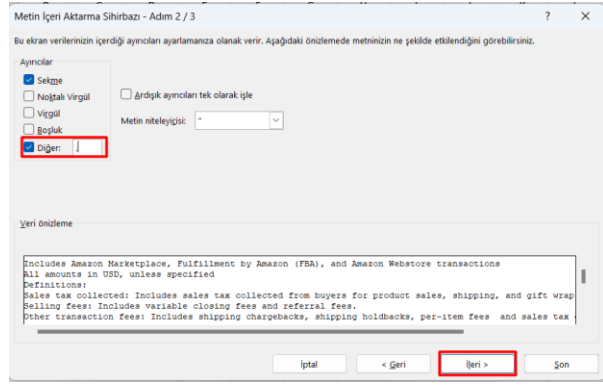 Metin İçeri Aktarma Sihirbazı - Adım 2 / 3
Bu ekran verilerinizin içerdiği ayırıcıları ayarlamanıza olanak verir. Aşağıdaki önizlemede metninizin ne şekilde etkilendiğini görebilirsiniz.
Ayırıcılar
Sekme
Noktalı Virgül
Virgül
Boşluk
Diğer:
Ardışık ayırıcıları tek olarak işle
Metin niteleyicisi: "
Veri önizleme
Includes Amazon Marketplace, Fulfillment by Amazon (FBA), and Amazon Webstore transactions
All amounts in USD, unless specified
Definitions:
Sales tax collected: Includes sales tax collected from buyers for product sales, shipping, and gift wrap
Selling fees: Includes variable closing fees and referral fees.
Other transaction fees: Includes shipping chargebacks, shipping holdbacks, per-item fees and sales tax
İptal
< Geri
İleri >
Son